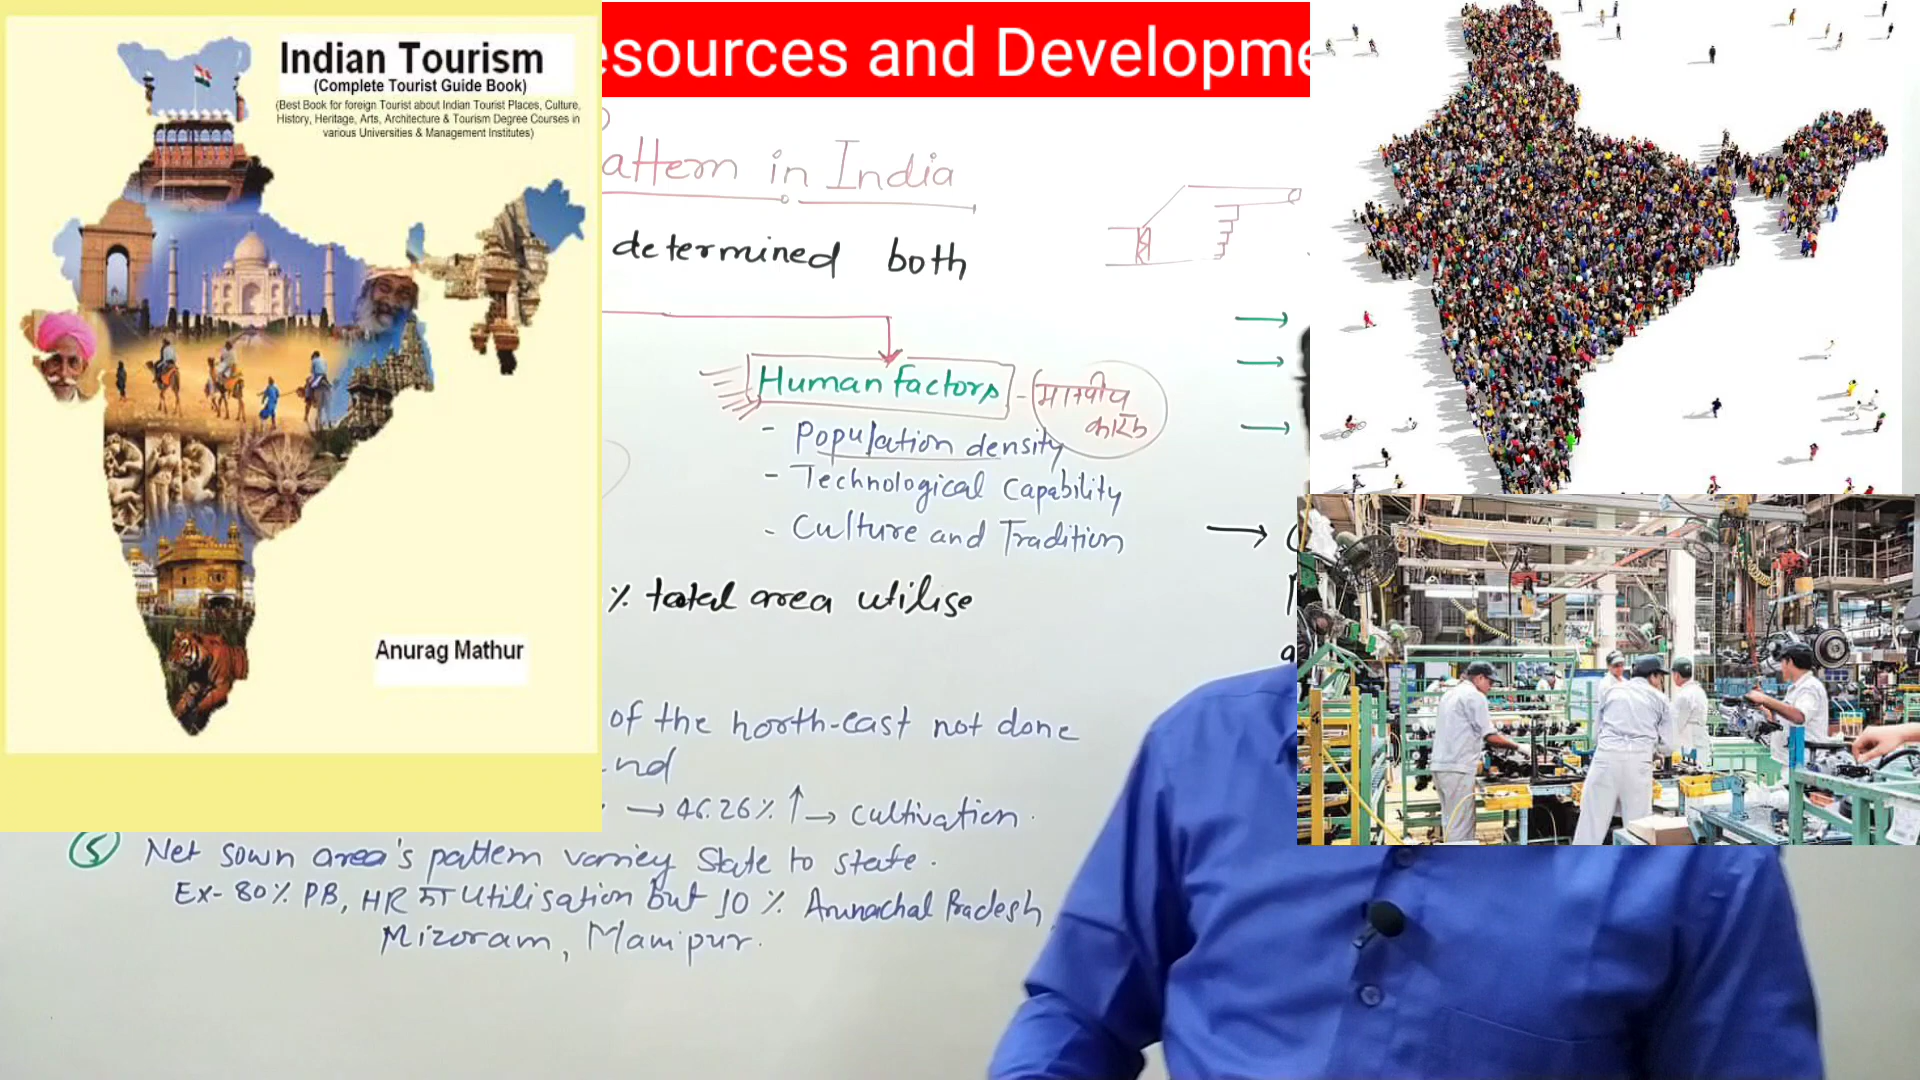 Indian Tourism
(Complete Tourist Guide Book)
(Best Book for foreign Tourist about Indian Tourist Places, Culture,
History, Heritage, Arts, Architecture & Tourism Degree Courses in
various Universities & Management Institutes)
Anurag Mathur
esources and Developme
attern in India
determined both
Human factors - मानवीय
कारक
- Population density
- Technological Capability
- Culture and Tradition
% total area utilise
of the north-east not done
nd
% → 46.26% ↑ → Cultivation.
⑤ Net sown area's pattern varriey State to state.
Ex- 80% PB, HR का Utilisation but 10% Arunachal Pradesh,
Mizoram, Manipur.